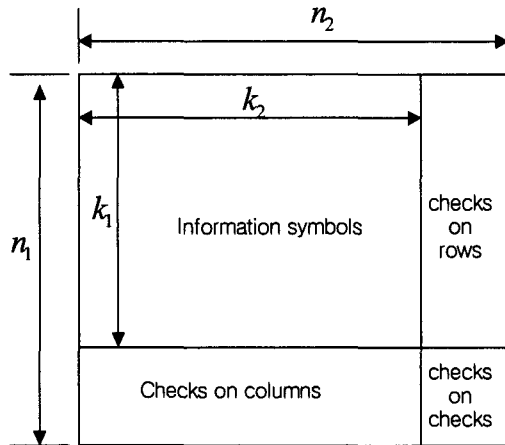 n₂
k₂
k₁
n₁
Information symbols
checks
on
rows
Checks on columns
checks
on
checks